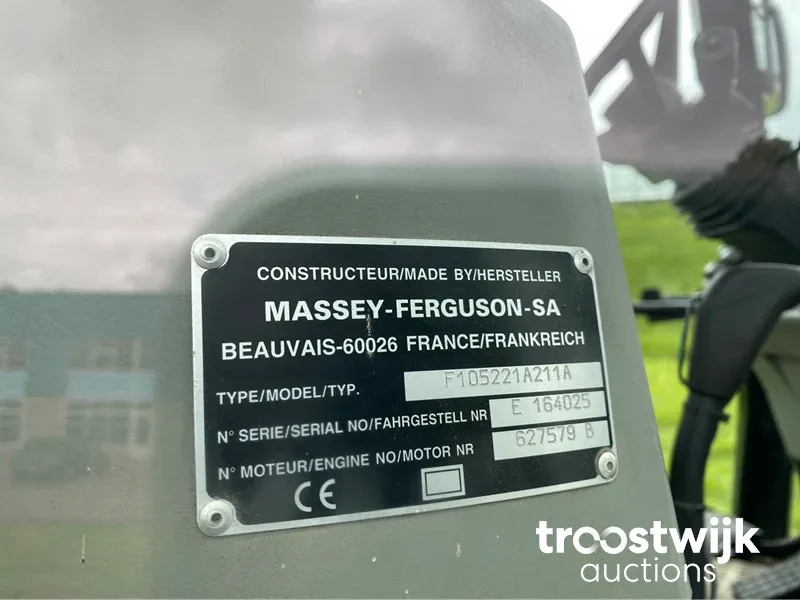 CONSTRUCTEUR/MADE BY/HERSTELLER
MASSEY-FERGUSON-SA
BEAUVAIS-60026 FRANCE/FRANKREICH
TYPE/MODEL/TYP. F105221A211A
N° SERIE/SERIAL NO/FAHRGESTELL NR E 164025
N° MOTEUR/ENGINE NO/MOTOR NR 627579 B
CE
troostwijk
auctions